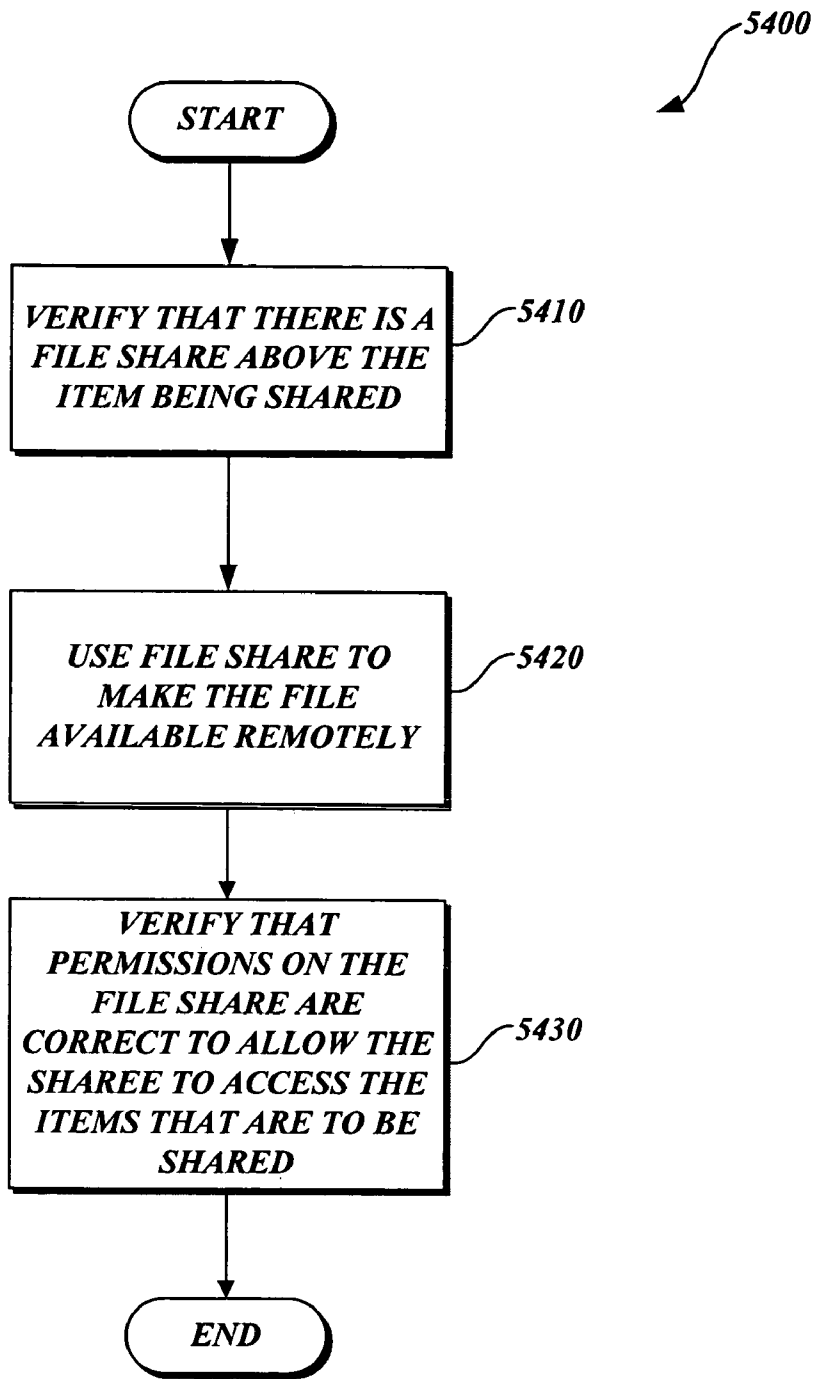 5400
START
VERIFY THAT THERE IS A
FILE SHARE ABOVE THE
ITEM BEING SHARED
5410
USE FILE SHARE TO
MAKE THE FILE
AVAILABLE REMOTELY
5420
VERIFY THAT
PERMISSIONS ON THE
FILE SHARE ARE
CORRECT TO ALLOW THE
SHAREE TO ACCESS THE
ITEMS THAT ARE TO BE
SHARED
5430
END